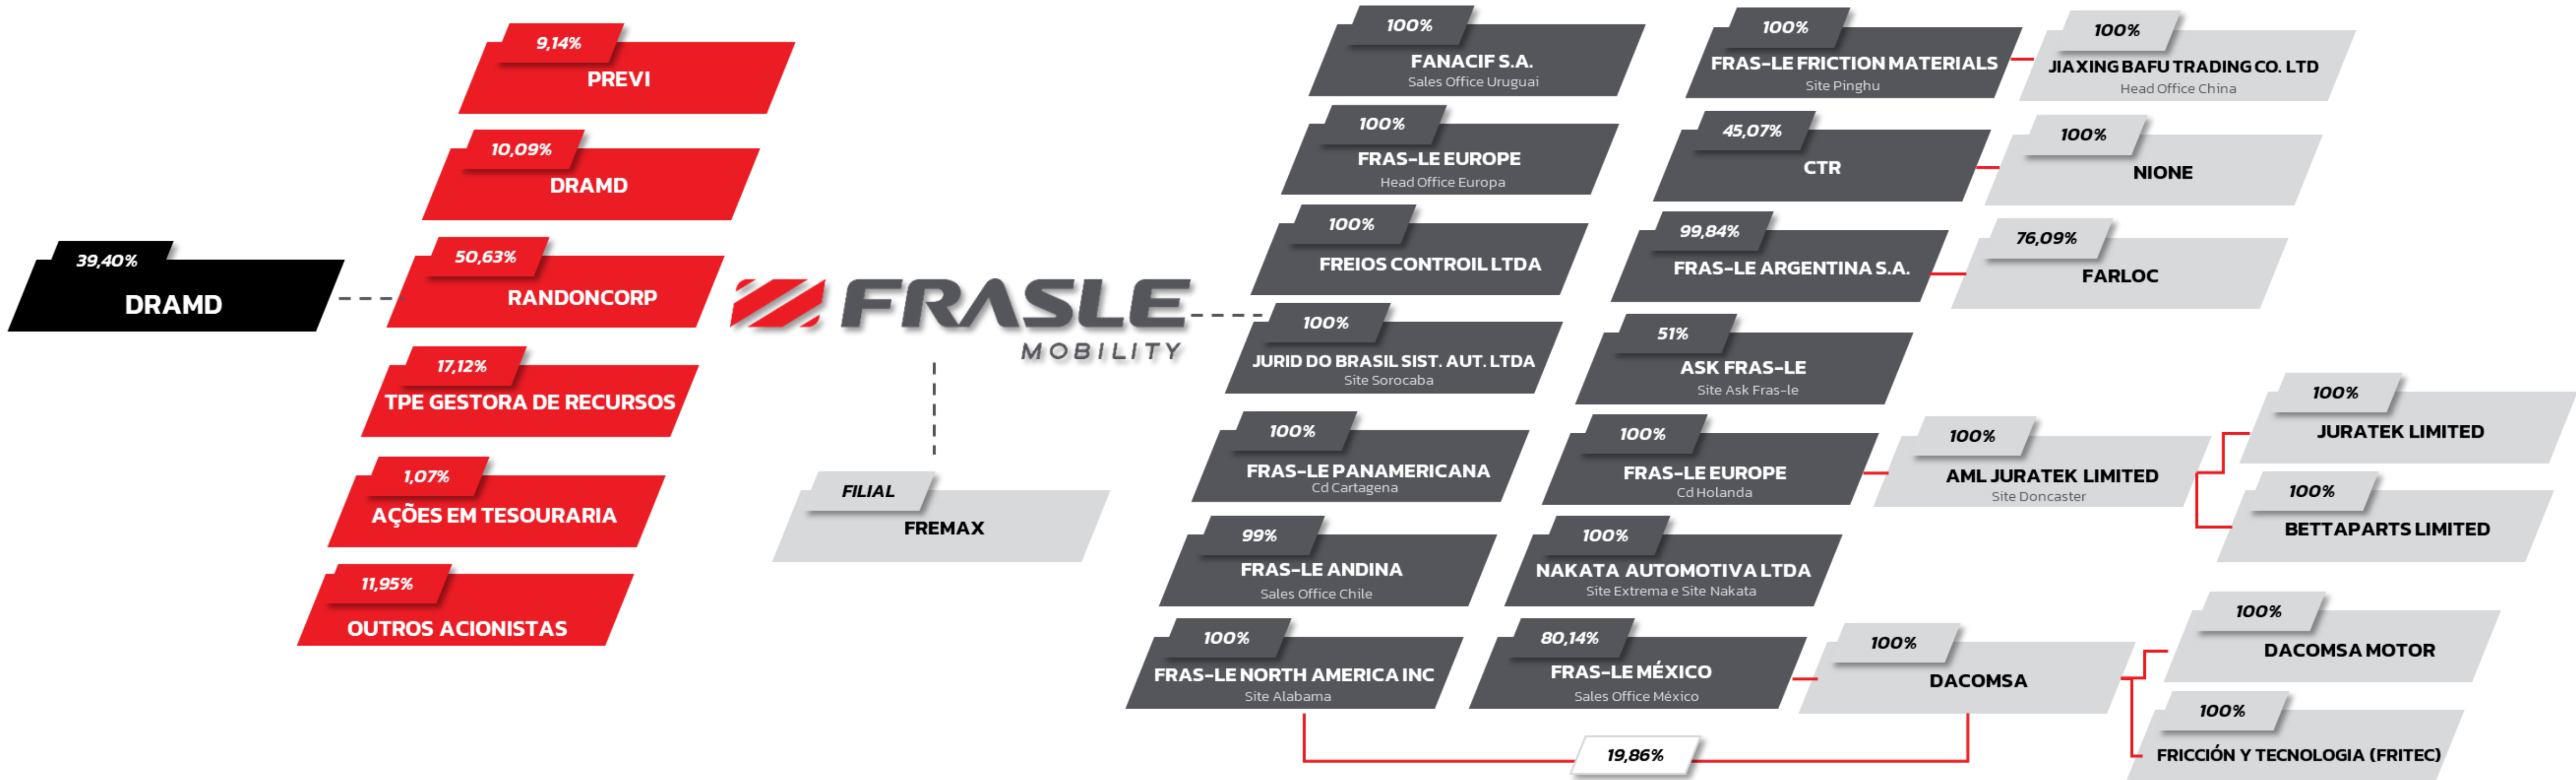 39,40%
DRAMD
9,14%
PREVI
10,09%
DRAMD
50,63%
RANDONCORP
17,12%
TPE GESTORA DE RECURSOS
1,07%
AÇÕES EM TESOURARIA
11,95%
OUTROS ACIONISTAS
FRASLE
MOBILITY
FILIAL
FREMAX
100%
FANACIF S.A.
Sales Office Uruguai
100%
FRAS-LE EUROPE
Head Office Europa
100%
FREIOS CONTROIL LTDA
100%
JURID DO BRASIL SIST. AUT. LTDA
Site Sorocaba
100%
FRAS-LE PANAMERICANA
Cd Cartagena
99%
FRAS-LE ANDINA
Sales Office Chile
100%
FRAS-LE NORTH AMERICA INC
Site Alabama
100%
FRAS-LE FRICTION MATERIALS
Site Pinghu
45,07%
CTR
99,84%
FRAS-LE ARGENTINA S.A.
51%
ASK FRAS-LE
Site Ask Fras-le
100%
FRAS-LE EUROPE
Cd Holanda
100%
NAKATA AUTOMOTIVA LTDA
Site Extrema e Site Nakata
80,14%
FRAS-LE MÉXICO
Sales Office México
19,86%
100%
JIAXING BAFU TRADING CO. LTD
Head Office China
100%
NIONE
76,09%
FARLOC
100%
AML JURATEK LIMITED
Site Doncaster
100%
DACOMSA
100%
JURATEK LIMITED
100%
BETTAPARTS LIMITED
100%
DACOMSA MOTOR
100%
FRICCIÓN Y TECNOLOGIA (FRITEC)